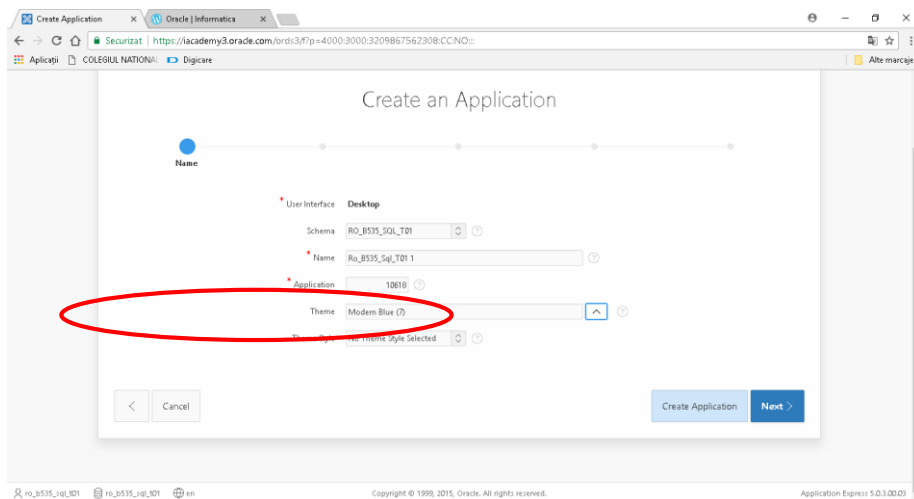 Create Application
Oracle | Informatica
Securizat | https://iacademy3.oracle.com/ords3/f?p=4000:3000:3209867562308:CC:NO:::
Aplicații COLEGIUL NATIONAL Digicare Alte marcaje
Create an Application
Name
* User Interface Desktop
Schema RO_B535_SQL_T01
* Name Ro_B535_Sql_T01 1
* Application 10618
Theme Modern Blue (7)
No Theme Style Selected
Cancel
Create Application
Next >
ro_b535_sql_t01 ro_b535_sql_t01 en Copyright © 1999, 2015, Oracle. All rights reserved. Application Express 5.0.3.00.03